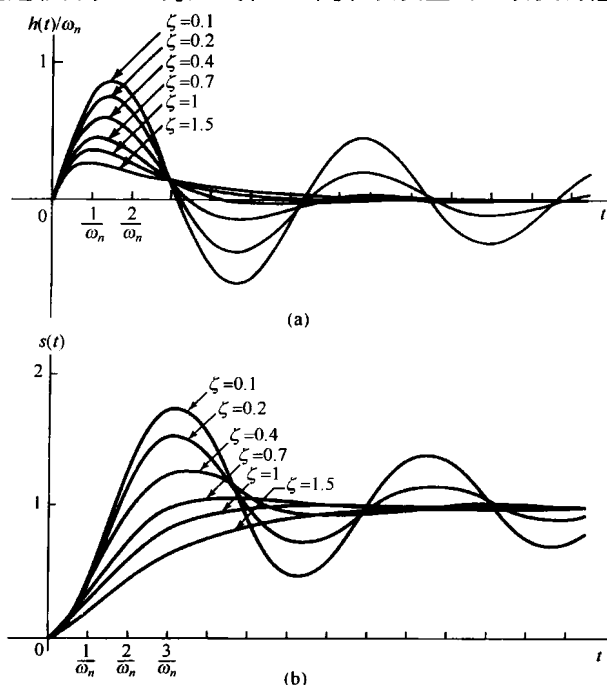 h(t)/ωₙ
ζ=0.1
ζ=0.2
ζ=0.4
ζ=0.7
ζ=1
ζ=1.5
1
0
1/ωₙ
2/ωₙ
t
(a)
s(t)
2
ζ=0.1
ζ=0.2
ζ=0.4
ζ=0.7
ζ=1
ζ=1.5
1
0
1/ωₙ
2/ωₙ
3/ωₙ
t
(b)